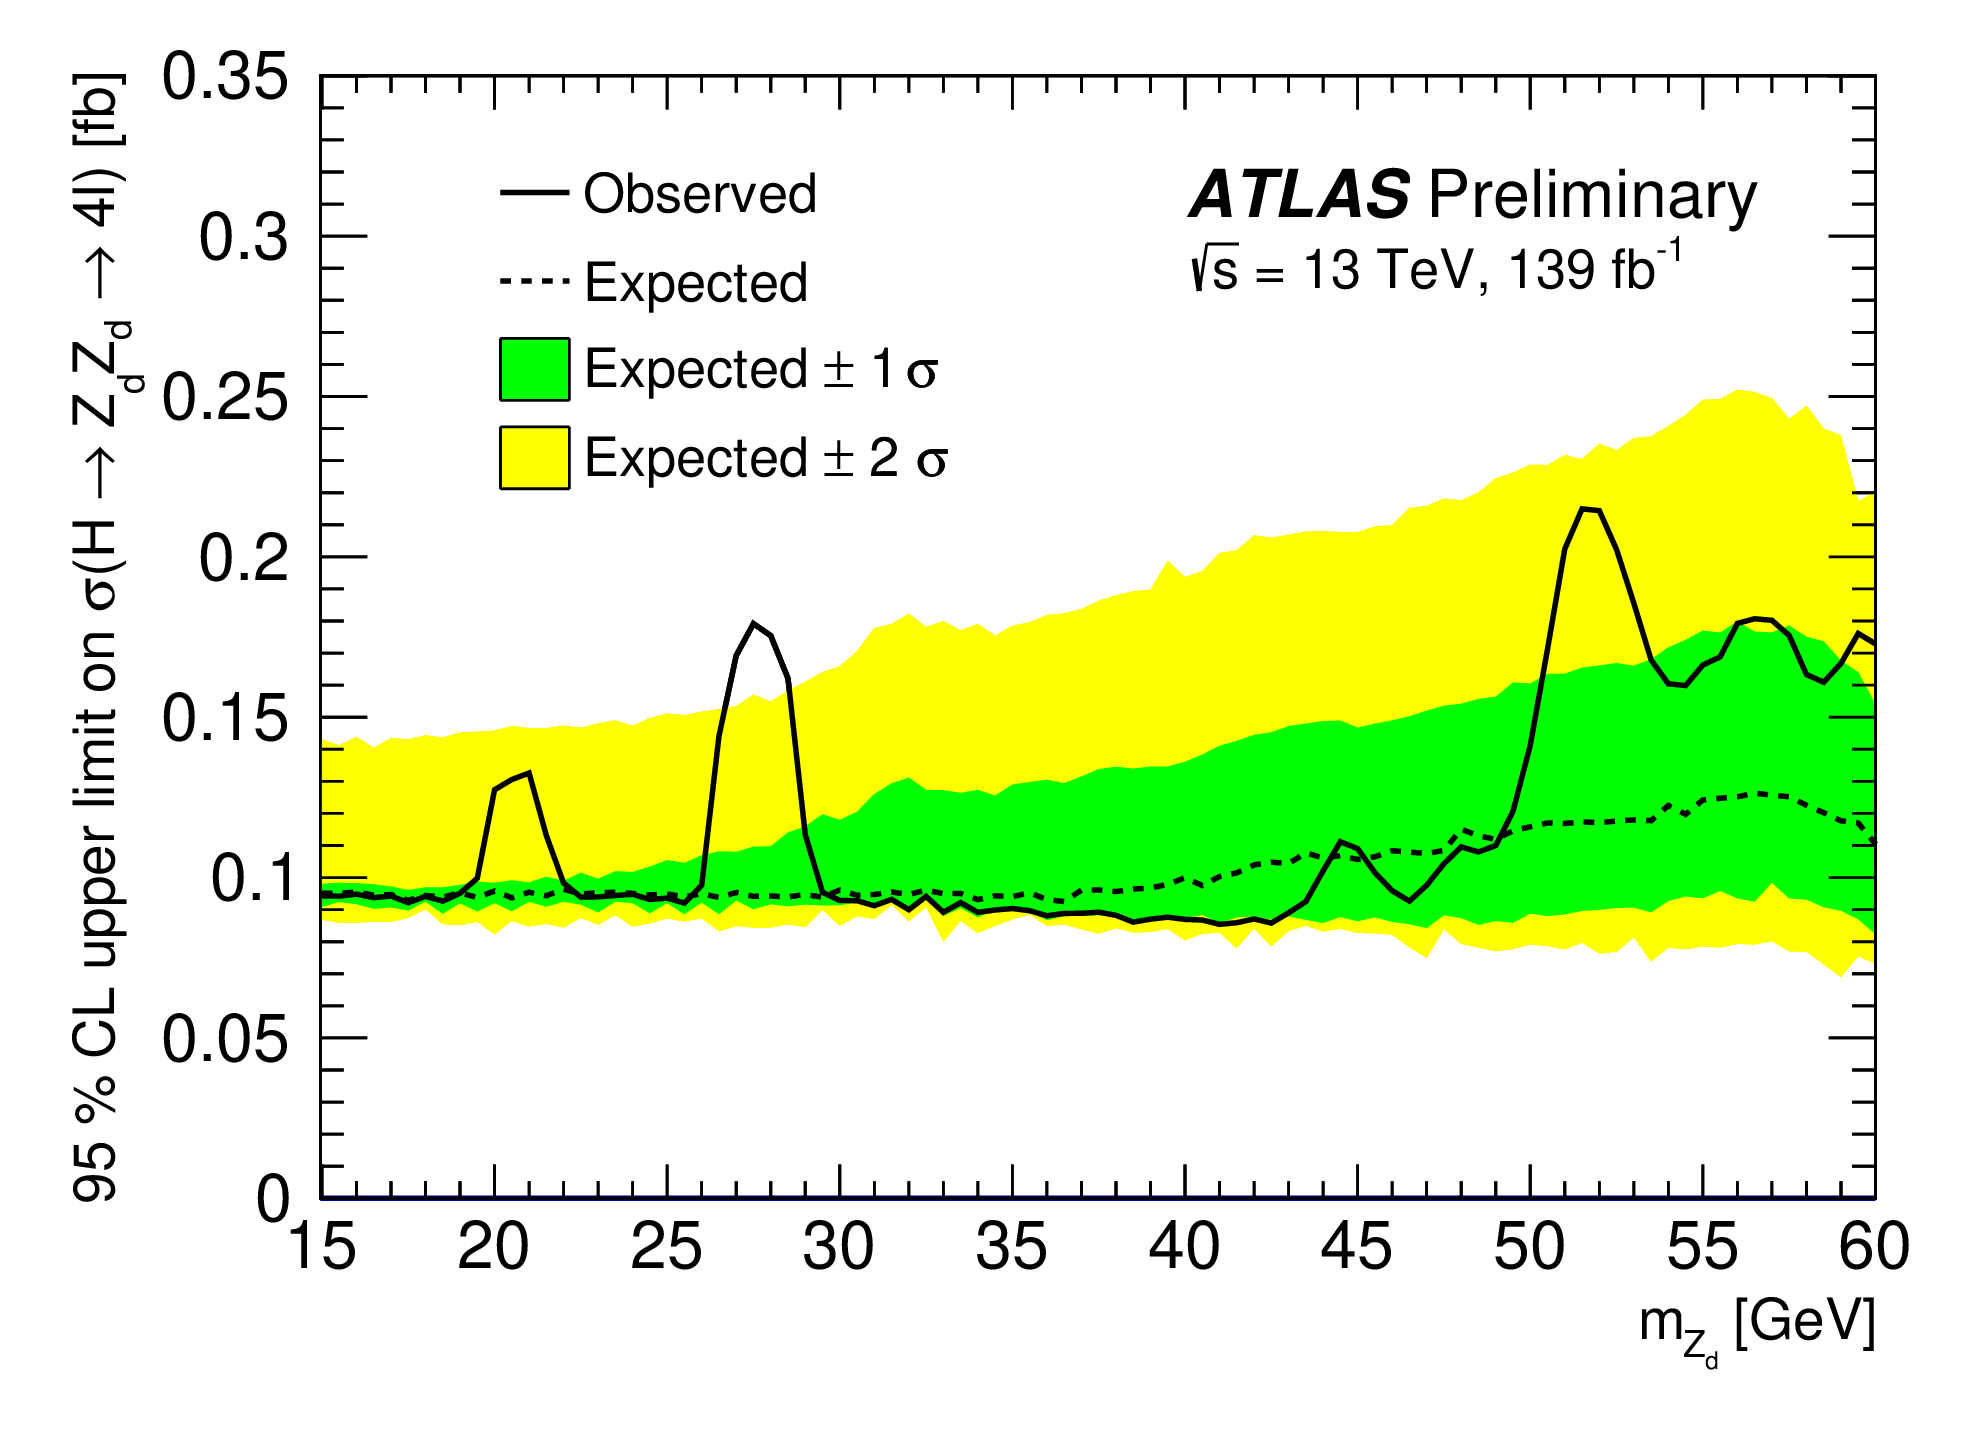 95 % CL upper limit on σ(H → Z_d Z_d → 4l) [fb]
0.35
0.3
0.25
0.2
0.15
0.1
0.05
0
Observed
Expected
Expected ± 1 σ
Expected ± 2 σ
ATLAS Preliminary
√s = 13 TeV, 139 fb⁻¹
15 20 25 30 35 40 45 50 55 60
m_{Z_d} [GeV]